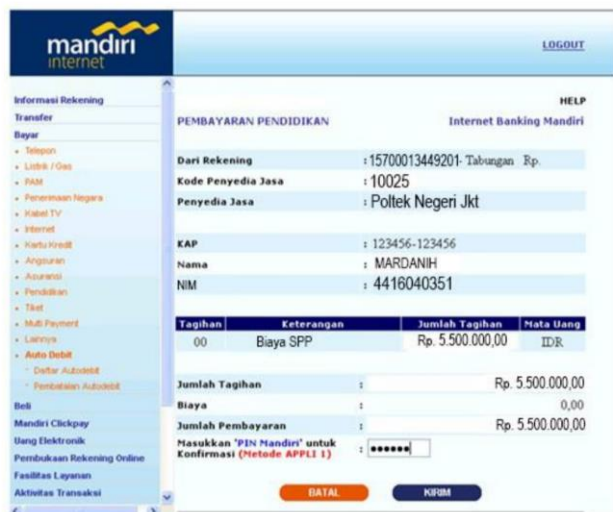 mandiri
internet
LOGOUT
Informasi Rekening
Transfer
Bayar
Telepon
Listrik / Gas
PAM
Penerimaan Negara
Kabel TV
Internet
Kartu Kredit
Angsuran
Asuransi
Pendidikan
Tiket
Multi Payment
Lainnya
Auto Debit
Daftar Autodebit
Pembatalan Autodebit
Beli
Mandiri Clickpay
Uang Elektronik
Pembukaan Rekening Online
Fasilitas Layanan
Aktivitas Transaksi
HELP
PEMBAYARAN PENDIDIKAN Internet Banking Mandiri
Dari Rekening : 15700013449201- Tabungan Rp.
Kode Penyedia Jasa : 10025
Penyedia Jasa : Poltek Negeri Jkt
KAP : 123456-123456
Nama : MARDANIH
NIM : 4416040351
Tagihan Keterangan Jumlah Tagihan Mata Uang
00 Biaya SPP Rp. 5.500.000,00 IDR
Jumlah Tagihan : Rp. 5.500.000,00
Biaya : 0,00
Jumlah Pembayaran : Rp. 5.500.000,00
Masukkan 'PIN Mandiri' untuk
Konfirmasi (Metode APPLI 1) : ••••••
BATAL KIRIM